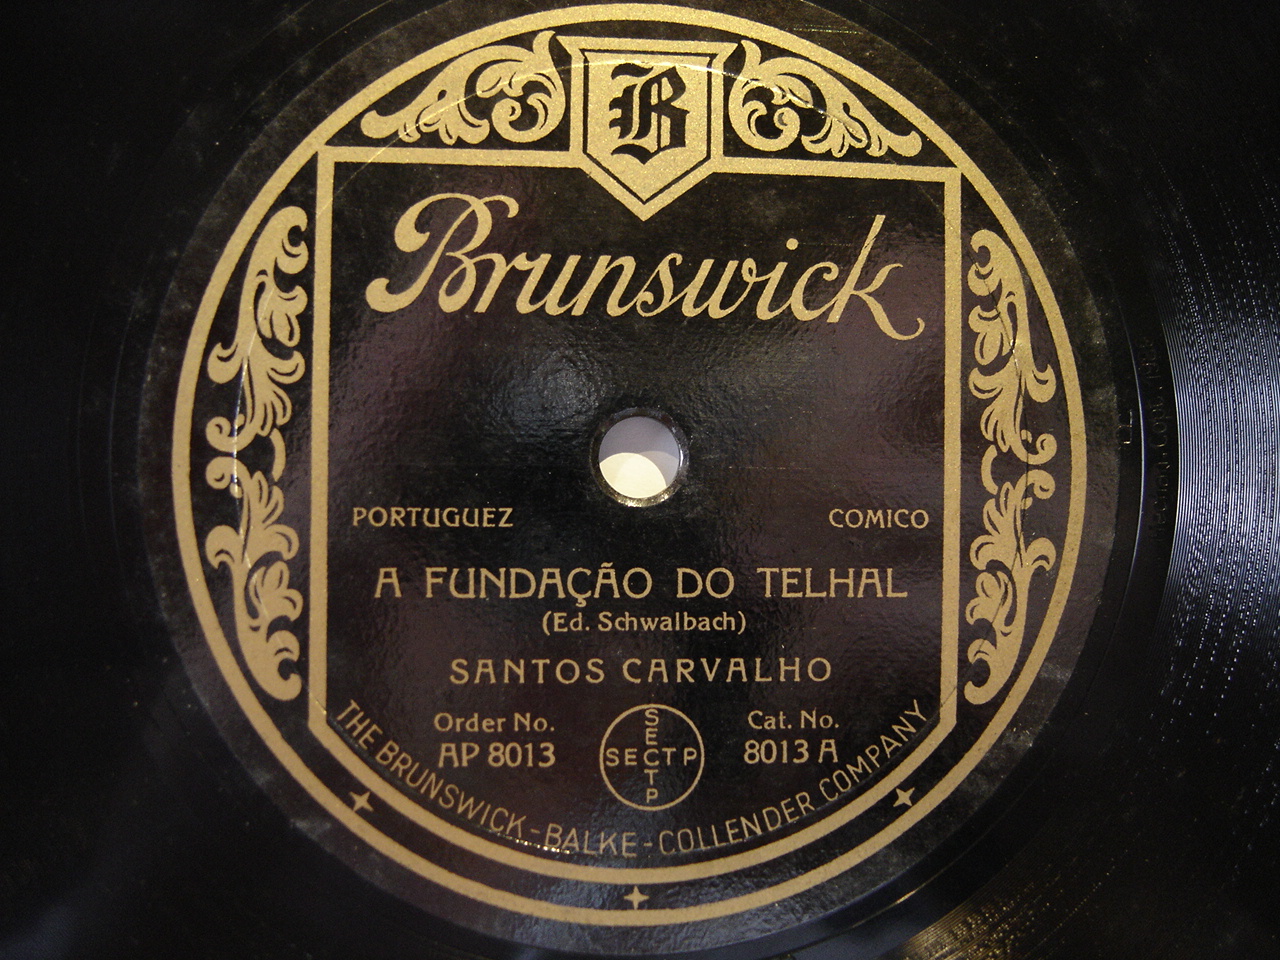 B
Brunswick
PORTUGUEZ
COMICO
A FUNDAÇÃO DO TELHAL
(Ed. Schwalbach)
SANTOS CARVALHO
Order No.
AP 8013
SECTP
SECTP
Cat. No.
8013 A
THE BRUNSWICK-BALKE-COLLENDER COMPANY